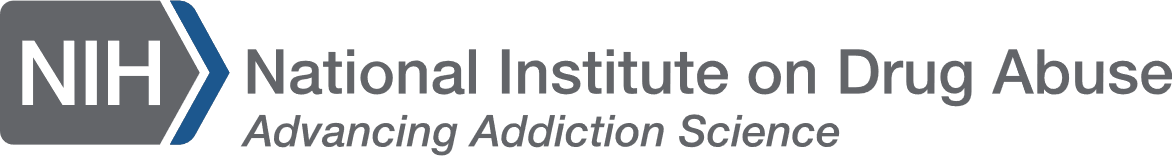 NIH National Institute on Drug Abuse
Advancing Addiction Science